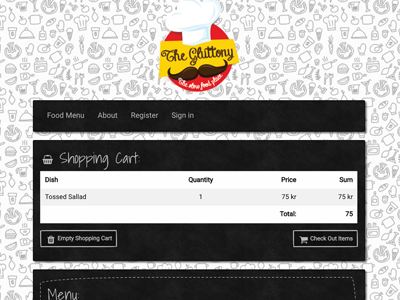 The Gluttony
The slow food place
Food Menu About Register Sign in
Shopping Cart:
Dish Quantity Price Sum
Tossed Sallad 1 75 kr 75 kr
Total: 75
Empty Shopping Cart Check Out Items
Menu: